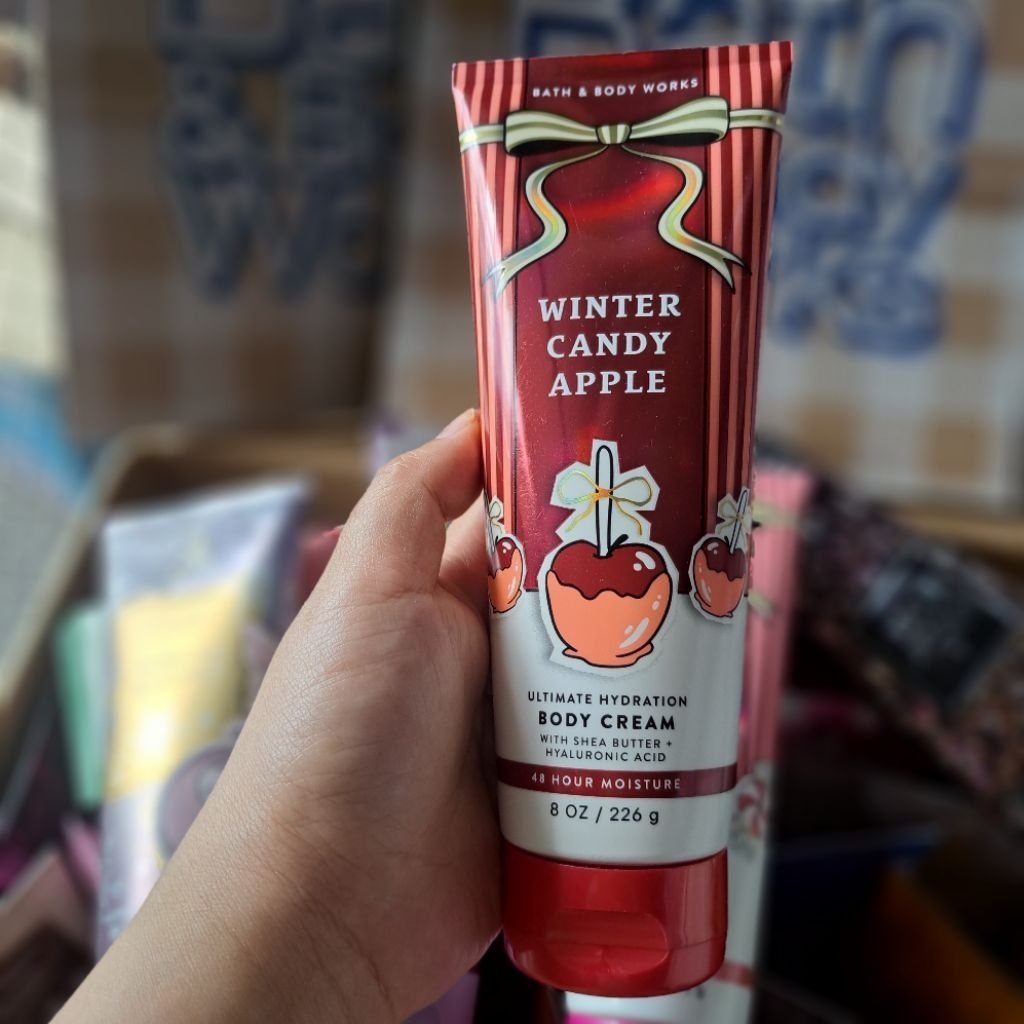 BATH & BODY WORKS
WINTER
CANDY
APPLE
ULTIMATE HYDRATION
BODY CREAM
WITH SHEA BUTTER +
HYALURONIC ACID
48 HOUR MOISTURE
8 OZ / 226 g